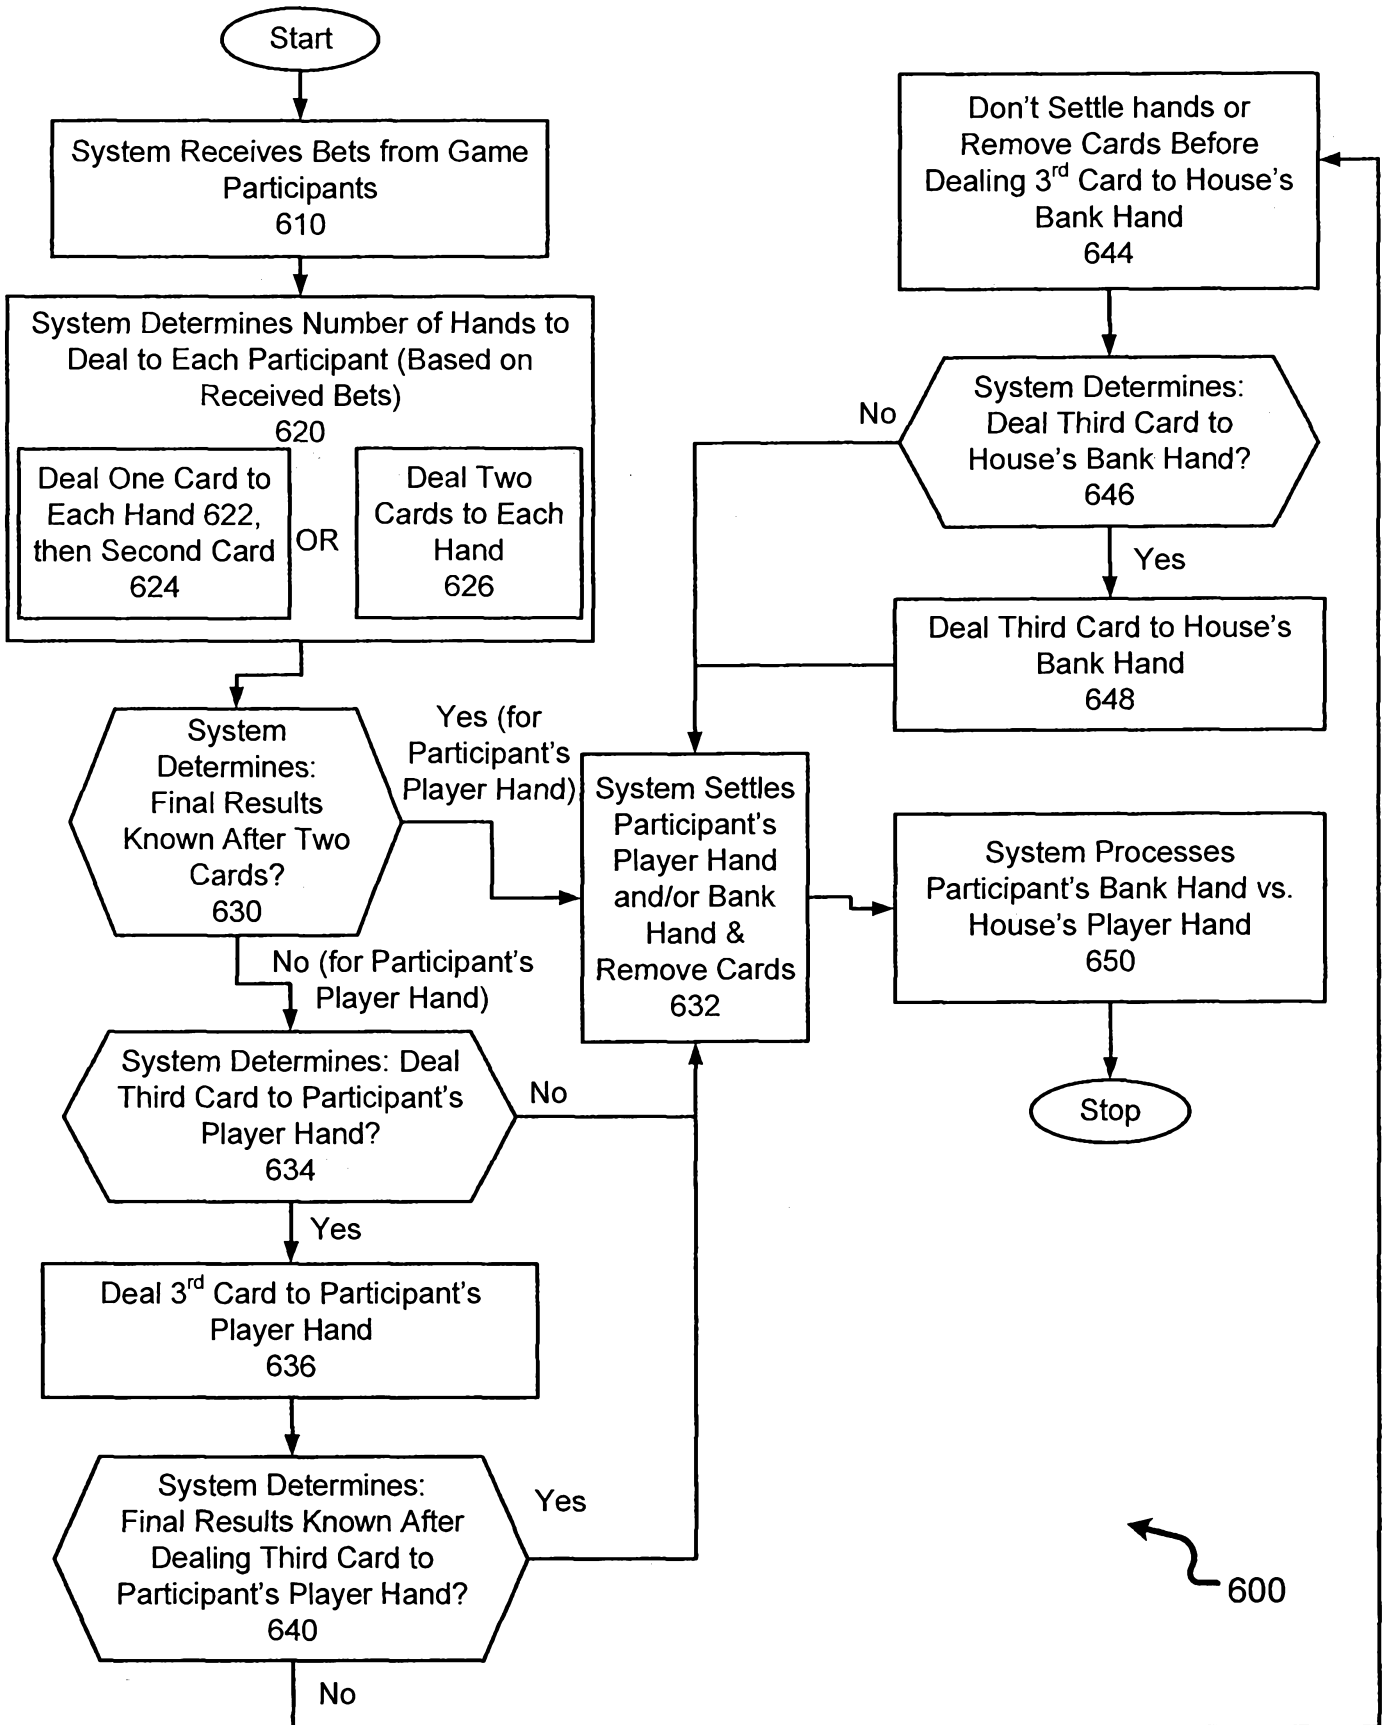 Start
System Receives Bets from Game
Participants
610
System Determines Number of Hands to
Deal to Each Participant (Based on
Received Bets)
620
Deal One Card to
Each Hand 622,
then Second Card
624
OR
Deal Two
Cards to Each
Hand
626
System
Determines:
Final Results
Known After Two
Cards?
630
Yes (for
Participant's
Player Hand)
No (for Participant's
Player Hand)
System Determines: Deal
Third Card to Participant's
Player Hand?
634
No
Yes
Deal 3rd Card to Participant's
Player Hand
636
System Determines:
Final Results Known After
Dealing Third Card to
Participant's Player Hand?
640
Yes
No
System Settles
Participant's
Player Hand
and/or Bank
Hand &
Remove Cards
632
Don't Settle hands or
Remove Cards Before
Dealing 3rd Card to House's
Bank Hand
644
System Determines:
Deal Third Card to
House's Bank Hand?
646
No
Yes
Deal Third Card to House's
Bank Hand
648
System Processes
Participant's Bank Hand vs.
House's Player Hand
650
Stop
600